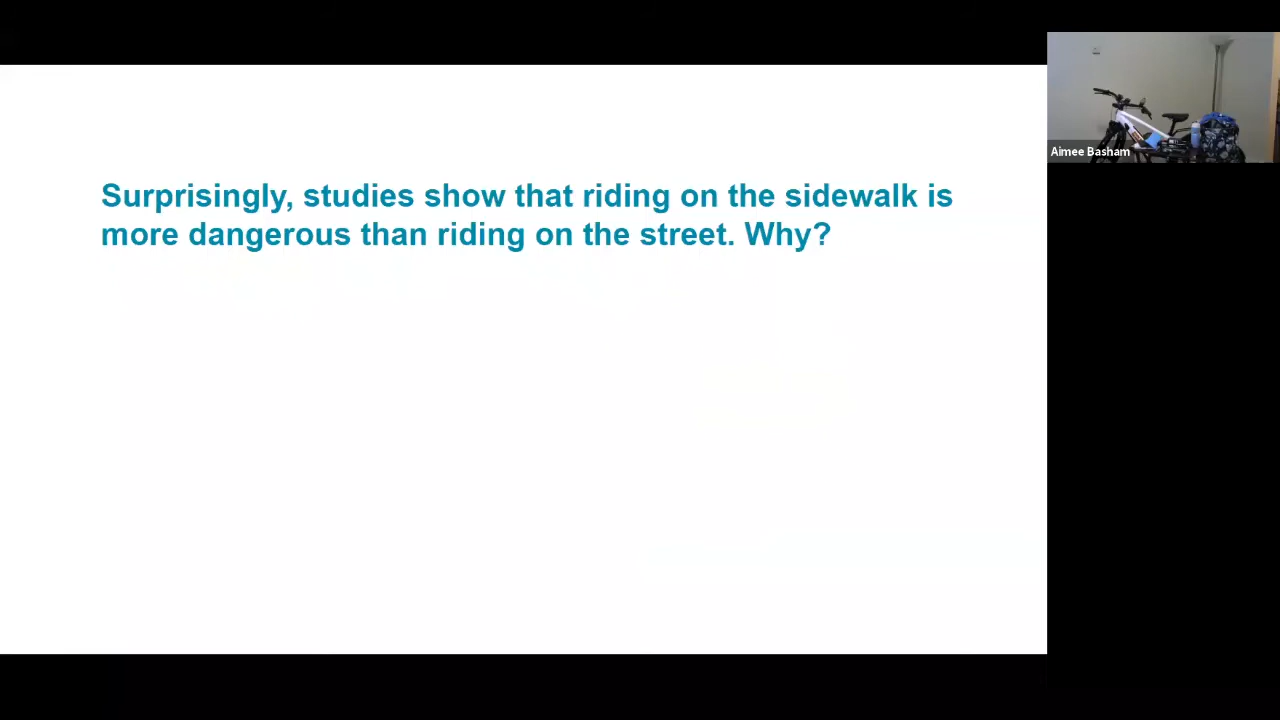 Surprisingly, studies show that riding on the sidewalk is
more dangerous than riding on the street. Why?
Aimee Basham